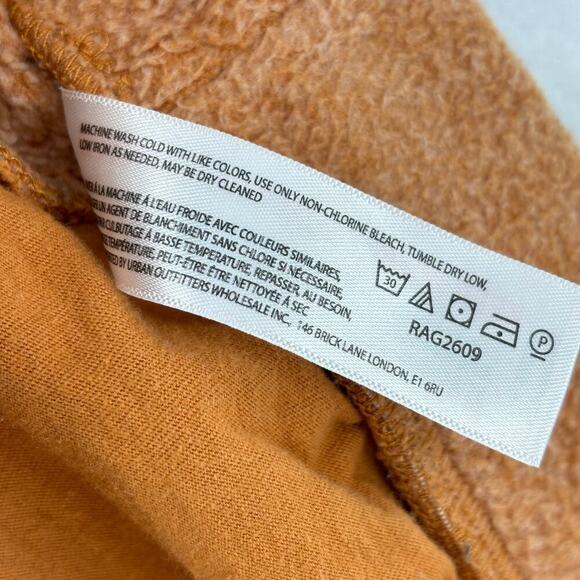 MACHINE WASH COLD WITH LIKE COLORS, USE ONLY NON-CHLORINE BLEACH, TUMBLE DRY LOW,
LOW IRON AS NEEDED, MAY BE DRY CLEANED
À LA MACHINE À L'EAU FROIDE AVEC COULEURS SIMILAIRES,
UN AGENT DE BLANCHIMENT SANS CHLORE SI NÉCESSAIRE,
PAR CULBUTAGE À BASSE TEMPERATURE, REPASSER, AU BESOIN,
TEMPÉRATURE, PEUT-ÊTRE ÊTRE NETTOYÉE À SEC
BY URBAN OUTFITTERS WHOLESALE INC, 146 BRICK LANE LONDON, E1 6RU
30
P
RAG2609